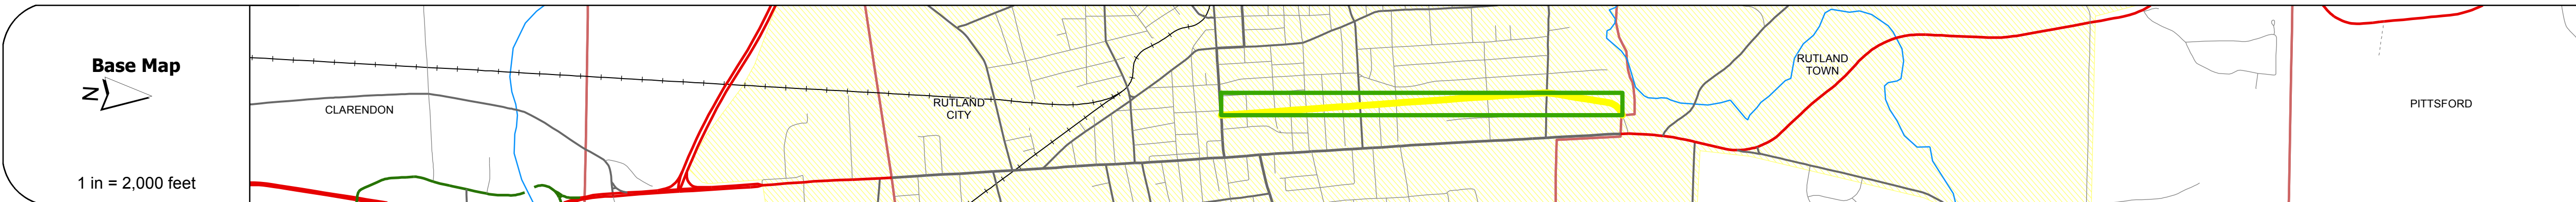 Base Map
N
1 in = 2,000 feet
CLARENDON
RUTLAND
CITY
RUTLAND
TOWN
PITTSFORD